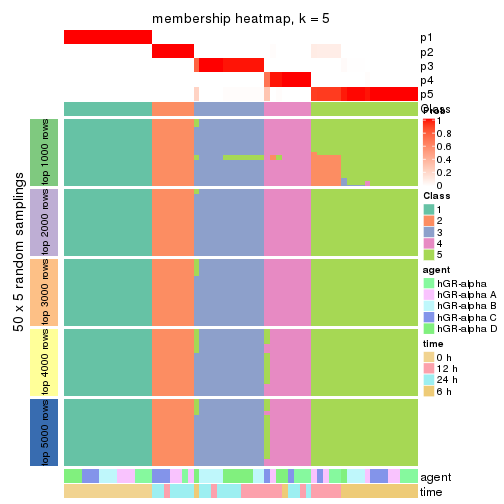 membership heatmap, k = 5
p1
p2
p3
p4
p5
Class
Prob
1
0.8
0.6
0.4
0.2
0
Class
1
2
3
4
5
agent
hGR-alpha
hGR-alpha A
hGR-alpha B
hGR-alpha C
hGR-alpha D
time
0 h
12 h
24 h
6 h
50 x 5 random samplings
top 1000 rows
top 2000 rows
top 3000 rows
top 4000 rows
top 5000 rows
agent
time